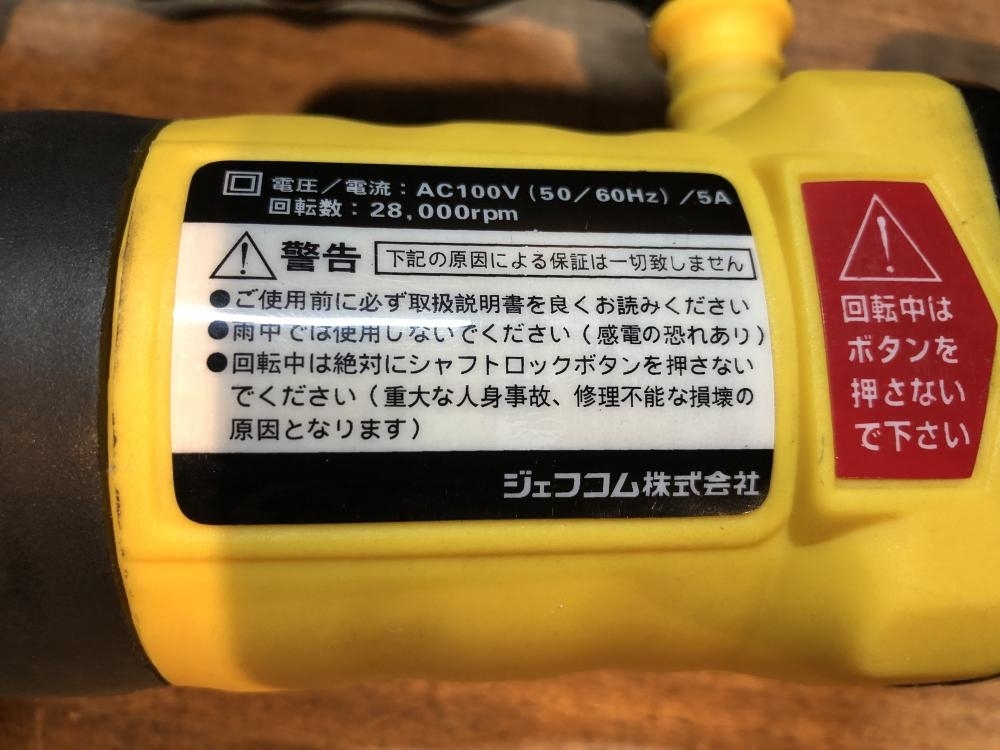 電圧／電流：AC100V（50／60Hz）／5A
回転数：28,000rpm
警告 下記の原因による保証は一切致しません
●ご使用前に必ず取扱説明書を良くお読みください
●雨中では使用しないでください（感電の恐れあり）
●回転中は絶対にシャフトロックボタンを押さない
でください（重大な人身事故、修理不能な損壊の
原因となります）
ジェフコム株式会社
回転中は
ボタンを
押さない
で下さい